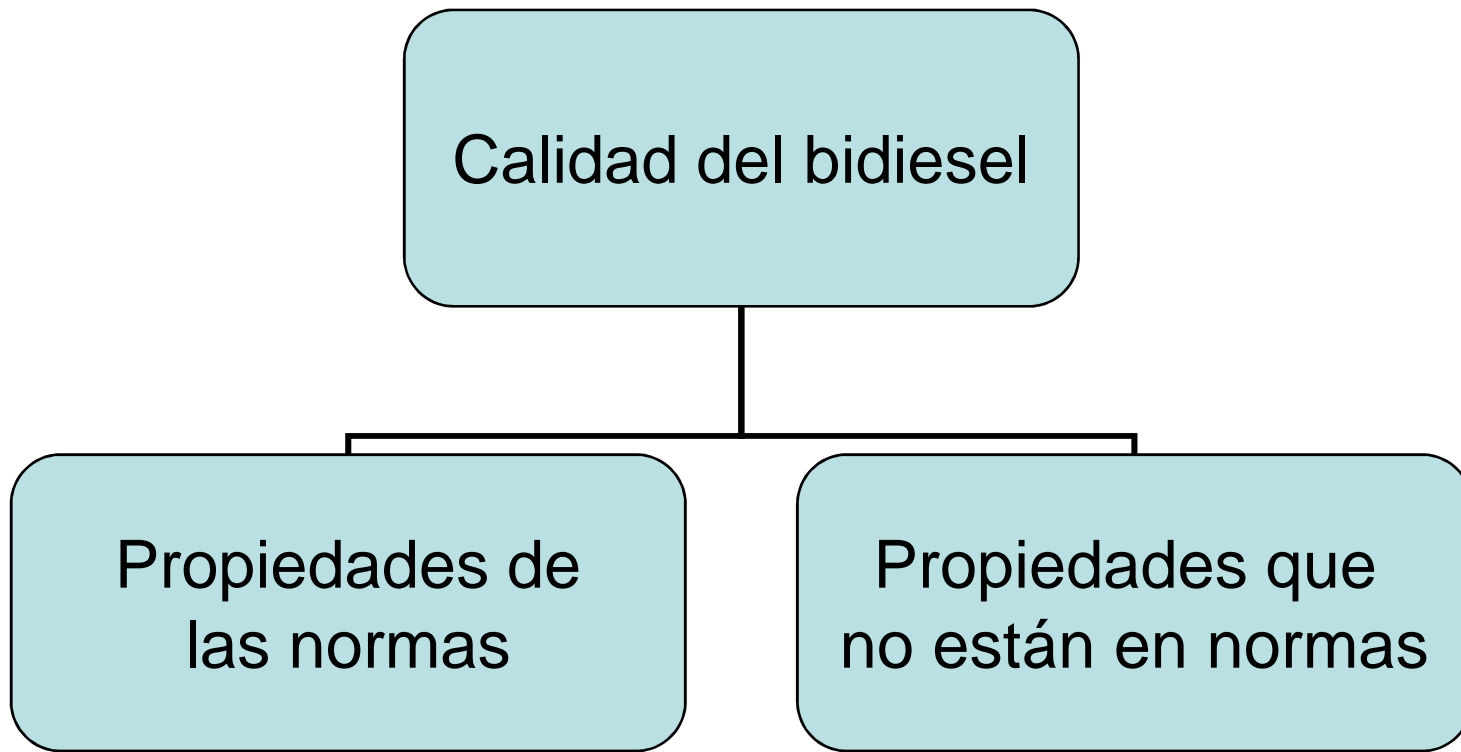 Calidad del bidiesel
Propiedades de
las normas
Propiedades que
no están en normas